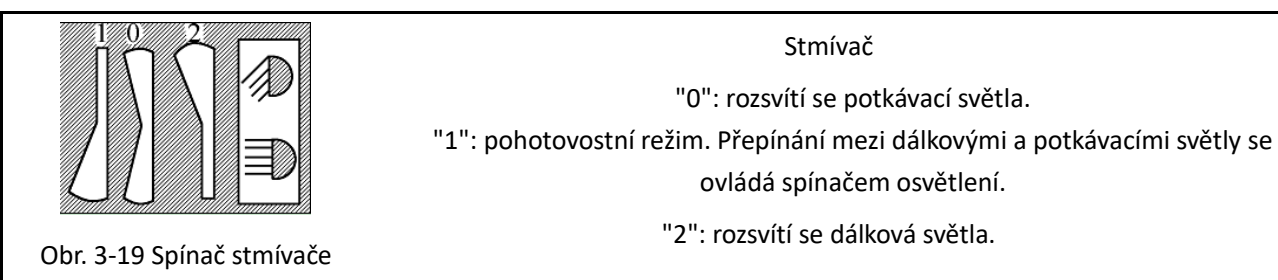 1 0 2
Obr. 3-19 Spínač stmívače
Stmívač
"0": rozsvítí se potkávací světla.
"1": pohotovostní režim. Přepínání mezi dálkovými a potkávacími světly se
ovládá spínačem osvětlení.
"2": rozsvítí se dálková světla.